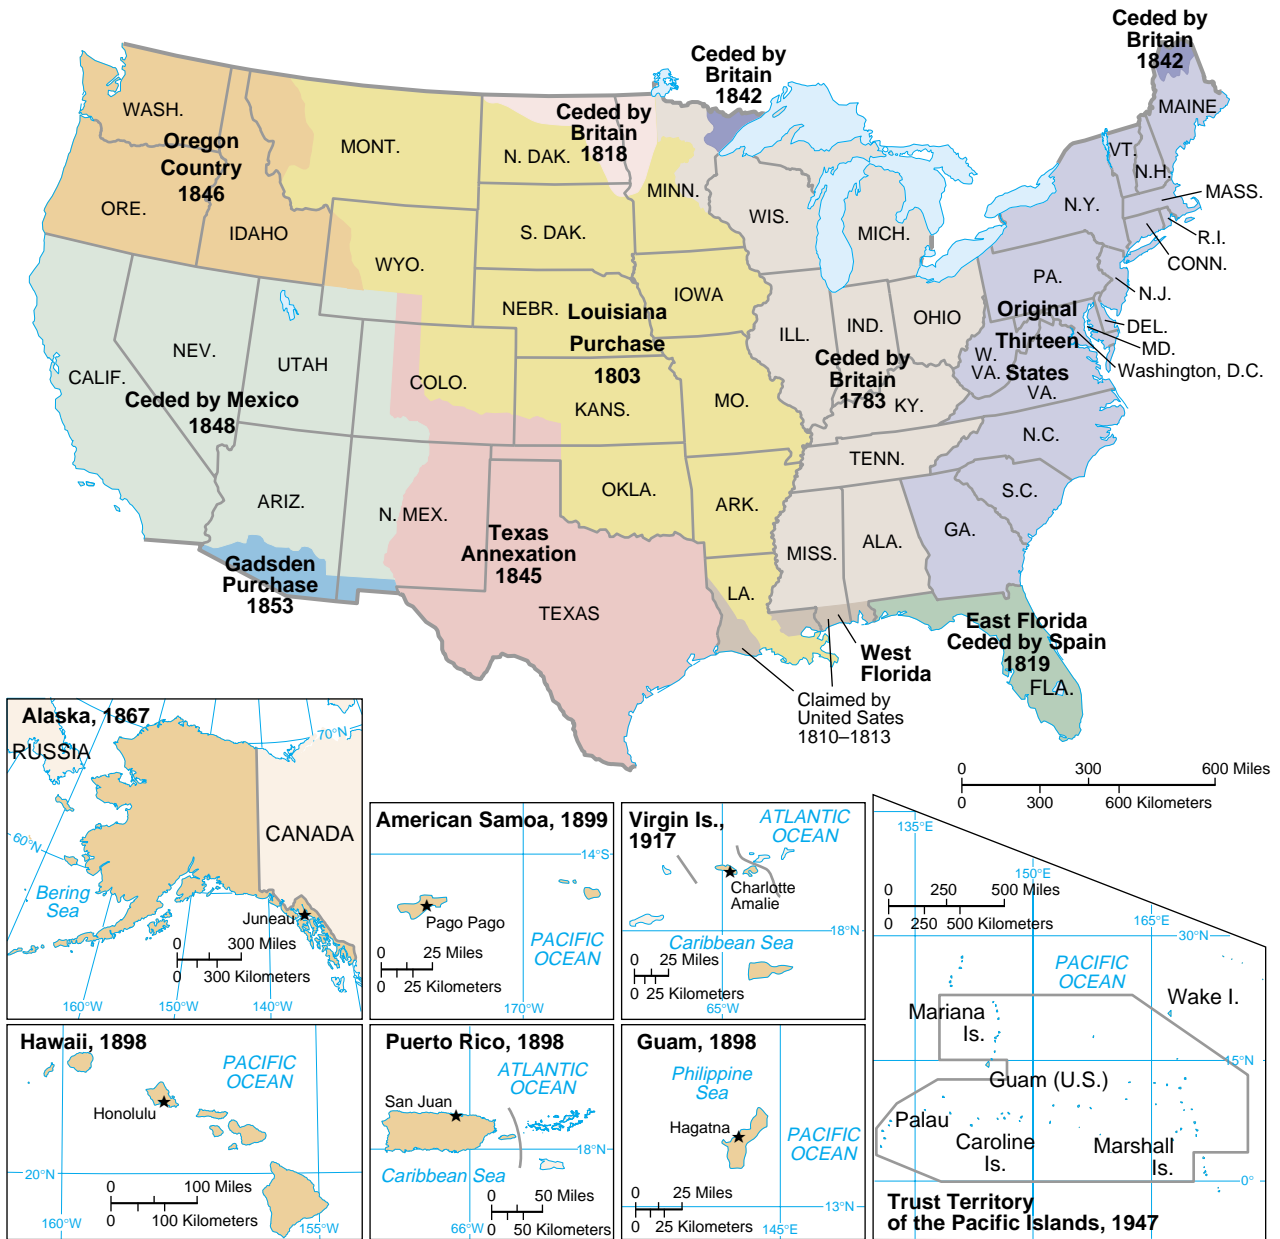 Ceded by
Britain
1842
Ceded by
Britain
1842
WASH.
Oregon
Country
1846
ORE.
IDAHO
MONT.
Ceded by
Britain
1818
N. DAK.
MINN.
MAINE
VT.
N.H.
MASS.
R.I.
CONN.
N.Y.
WIS.
MICH.
S. DAK.
WYO.
PA.
N.J.
NEBR.
Louisiana
Purchase
1803
IOWA
ILL.
IND.
OHIO
Original
Thirteen
States
DEL.
MD.
Washington, D.C.
W.
VA.
VA.
Ceded by
Britain
1783
KY.
NEV.
UTAH
COLO.
KANS.
MO.
CALIF.
Ceded by Mexico
1848
N.C.
TENN.
S.C.
ARIZ.
N. MEX.
OKLA.
ARK.
MISS.
ALA.
GA.
Texas
Annexation
1845
TEXAS
Gadsden
Purchase
1853
LA.
West
Florida
East Florida
Ceded by Spain
1819
FLA.
Claimed by
United Sates
1810–1813
0 300 600 Miles
0 300 600 Kilometers
Alaska, 1867
RUSSIA
70°N
60°N
CANADA
Bering
Sea
Juneau
0 300 Miles
0 300 Kilometers
160°W 150°W 140°W
American Samoa, 1899
14°S
Pago Pago
PACIFIC
OCEAN
0 25 Miles
0 25 Kilometers
170°W
Virgin Is.,
1917
ATLANTIC
OCEAN
Charlotte
Amalie
Caribbean Sea
18°N
0 25 Miles
0 25 Kilometers
65°W
135°E
150°E
165°E
0 250 500 Miles
0 250 500 Kilometers
30°N
PACIFIC
OCEAN
Wake I.
Mariana
Is.
15°N
Guam (U.S.)
Palau
Caroline
Is.
Marshall
Is.
0°
Trust Territory
of the Pacific Islands, 1947
Hawaii, 1898
PACIFIC
OCEAN
Honolulu
20°N
0 100 Miles
0 100 Kilometers
160°W
155°W
Puerto Rico, 1898
ATLANTIC
OCEAN
San Juan
18°N
Caribbean Sea
0 50 Miles
0 50 Kilometers
66°W
Guam, 1898
Philippine
Sea
Hagatna
PACIFIC
OCEAN
0 25 Miles
0 25 Kilometers
13°N
145°E